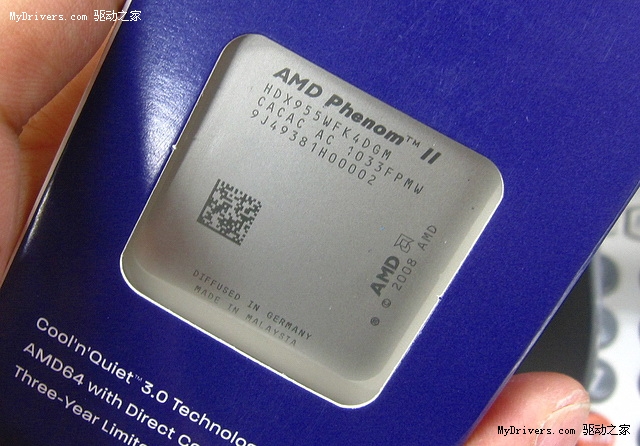 MyDrivers.com 驱动之家
AMD Phenom™ II
HDX955WFK4DGM
CACAC AC 1033FPMW
9J49381H00002
AMD
© 2008 AMD
DIFFUSED IN GERMANY
MADE IN MALAYSIA
Cool'n'Quiet™ 3.0
AMD64 with Direct
Three-Year
MyDrivers.com 驱动之家